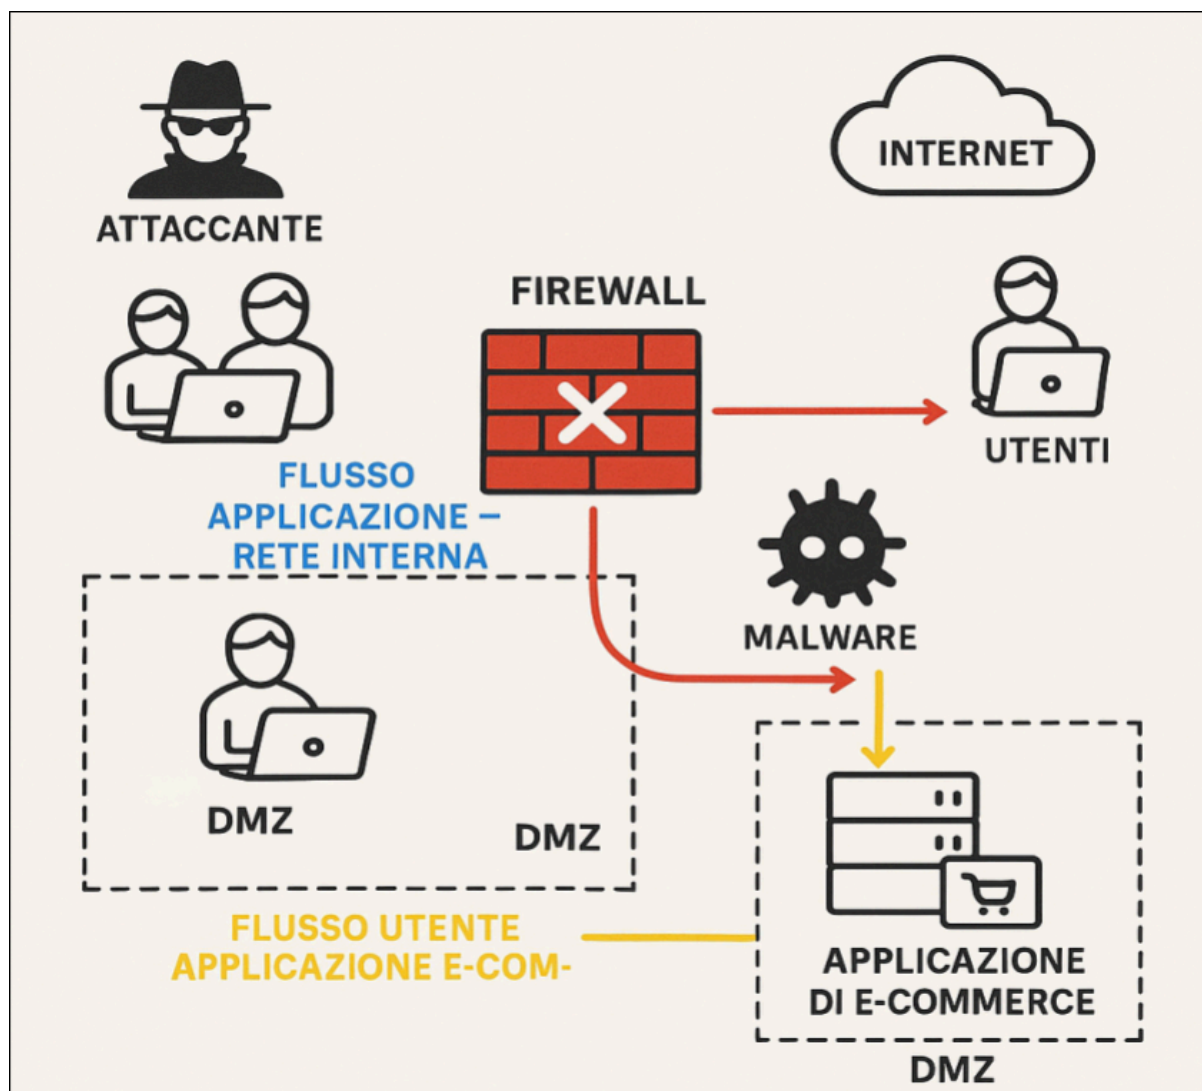 ATTACCANTE
INTERNET
FIREWALL
UTENTI
FLUSSO
APPLICAZIONE –
RETE INTERNA
MALWARE
DMZ
DMZ
FLUSSO UTENTE
APPLICAZIONE E-COM-
APPLICAZIONE
DI E-COMMERCE
DMZ